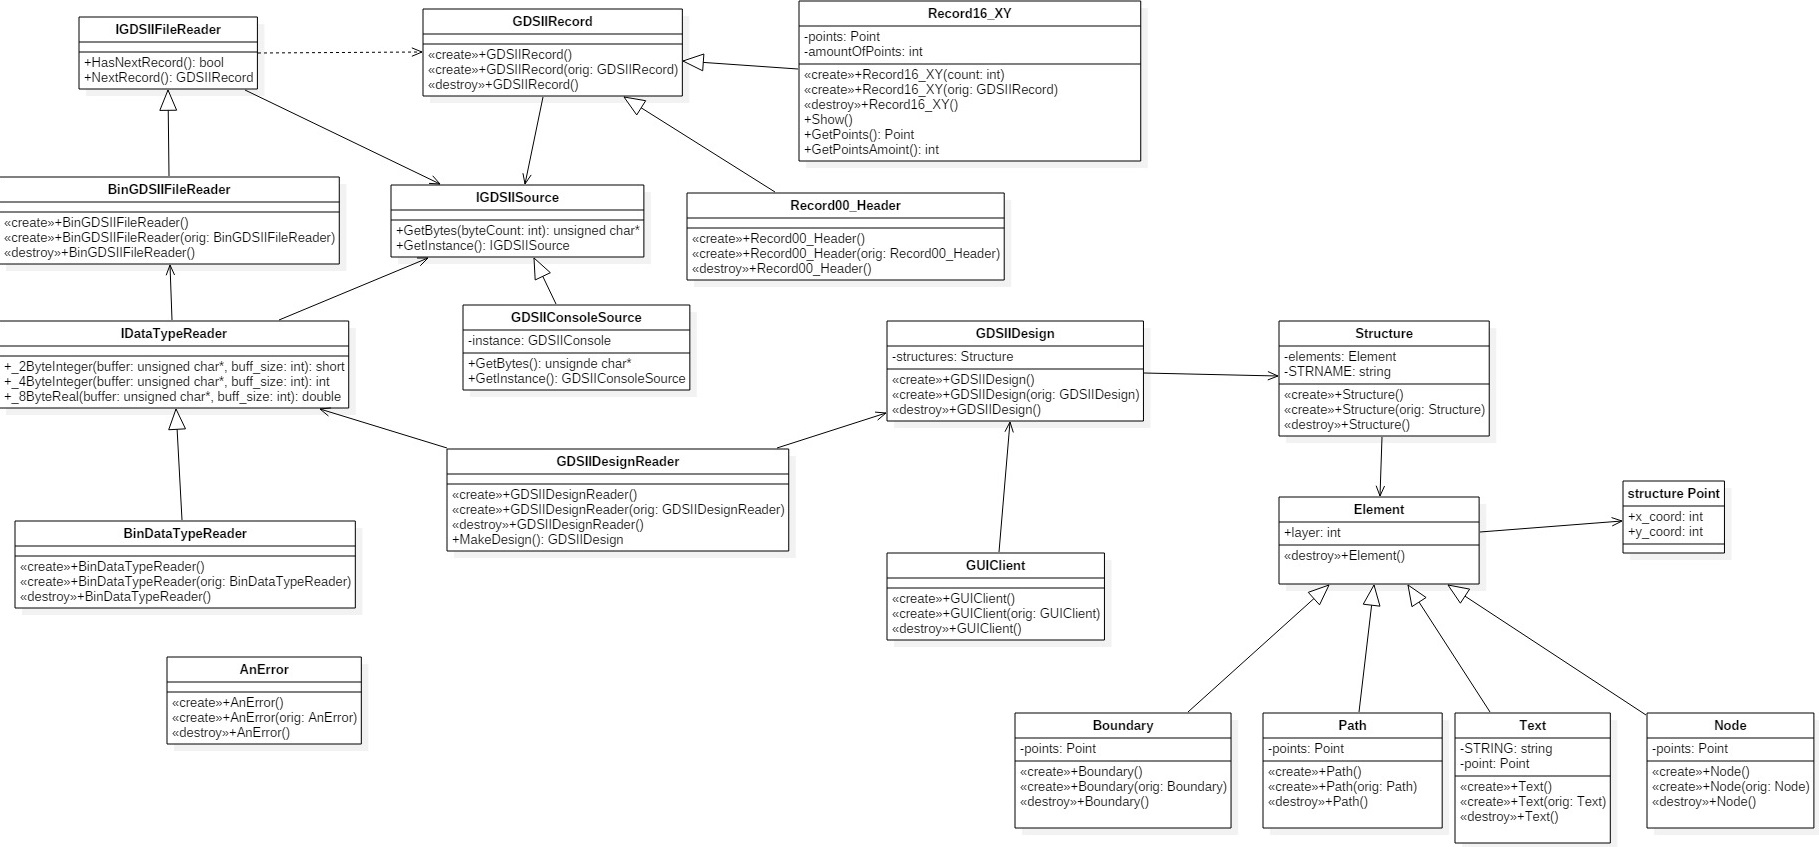 IGDSIIFileReader
+HasNextRecord(): bool
+NextRecord(): GDSIIRecord
GDSIIRecord
«create»+GDSIIRecord()
«create»+GDSIIRecord(orig: GDSIIRecord)
«destroy»+GDSIIRecord()
Record16_XY
-points: Point
-amountOfPoints: int
«create»+Record16_XY(count: int)
«create»+Record16_XY(orig: GDSIIRecord)
«destroy»+Record16_XY()
+Show()
+GetPoints(): Point
+GetPointsAmoint(): int
BinGDSIIFileReader
«create»+BinGDSIIFileReader()
«create»+BinGDSIIFileReader(orig: BinGDSIIFileReader)
«destroy»+BinGDSIIFileReader()
IGDSIISource
+GetBytes(byteCount: int): unsigned char*
+GetInstance(): IGDSIISource
Record00_Header
«create»+Record00_Header()
«create»+Record00_Header(orig: Record00_Header)
«destroy»+Record00_Header()
IDataTypeReader
+_2ByteInteger(buffer: unsigned char*, buff_size: int): short
+_4ByteInteger(buffer: unsigned char*, buff_size: int): int
+_8ByteReal(buffer: unsigned char*, buff_size: int): double
GDSIIConsoleSource
-instance: GDSIIConsole
+GetBytes(): unsignde char*
+GetInstance(): GDSIIConsoleSource
GDSIIDesign
-structures: Structure
«create»+GDSIIDesign()
«create»+GDSIIDesign(orig: GDSIIDesign)
«destroy»+GDSIIDesign()
Structure
-elements: Element
-STRNAME: string
«create»+Structure()
«create»+Structure(orig: Structure)
«destroy»+Structure()
GDSIIDesignReader
«create»+GDSIIDesignReader()
«create»+GDSIIDesignReader(orig: GDSIIDesignReader)
«destroy»+GDSIIDesignReader()
+MakeDesign(): GDSIIDesign
BinDataTypeReader
«create»+BinDataTypeReader()
«create»+BinDataTypeReader(orig: BinDataTypeReader)
«destroy»+BinDataTypeReader()
GUIClient
«create»+GUIClient()
«create»+GUIClient(orig: GUIClient)
«destroy»+GUIClient()
Element
+layer: int
«destroy»+Element()
structure Point
+x_coord: int
+y_coord: int
AnError
«create»+AnError()
«create»+AnError(orig: AnError)
«destroy»+AnError()
Boundary
-points: Point
«create»+Boundary()
«create»+Boundary(orig: Boundary)
«destroy»+Boundary()
Path
-points: Point
«create»+Path()
«create»+Path(orig: Path)
«destroy»+Path()
Text
-STRING: string
-point: Point
«create»+Text()
«create»+Text(orig: Text)
«destroy»+Text()
Node
-points: Point
«create»+Node()
«create»+Node(orig: Node)
«destroy»+Node()